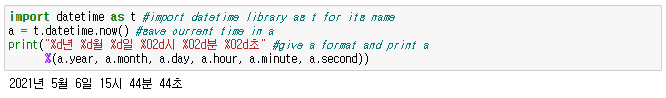 import datetime as t #import datetime library as t for its name
a = t.datetime.now() #save current time in a
print("%d년 %d월 %d일 %02d시 %02d분 %02d초" #give a format and print a
%(a.year, a.month, a.day, a.hour, a.minute, a.second))
2021년 5월 6일 15시 44분 44초